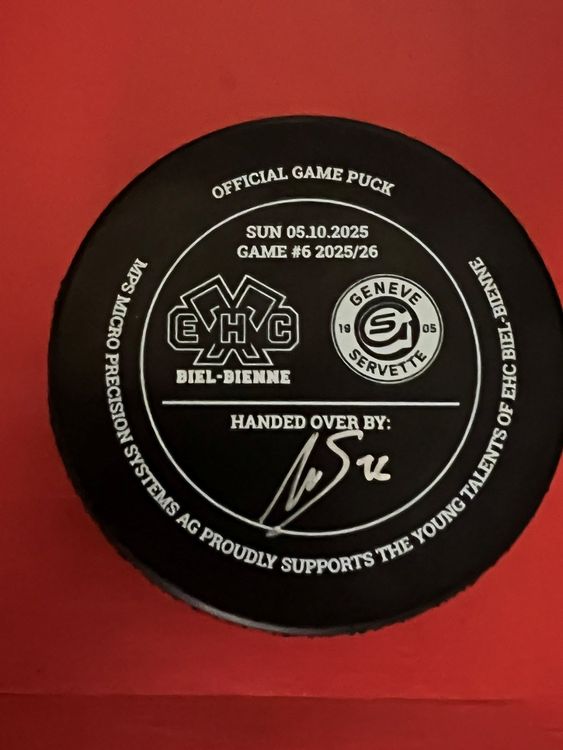 OFFICIAL GAME PUCK
SUN 05.10.2025
GAME #6 2025/26
EHC
BIEL-BIENNE
GENEVE
19 05
SERVETTE
HANDED OVER BY:
MPS MICRO PRECISION SYSTEMS AG PROUDLY SUPPORTS THE YOUNG TALENTS OF EHC BIEL-BIENNE